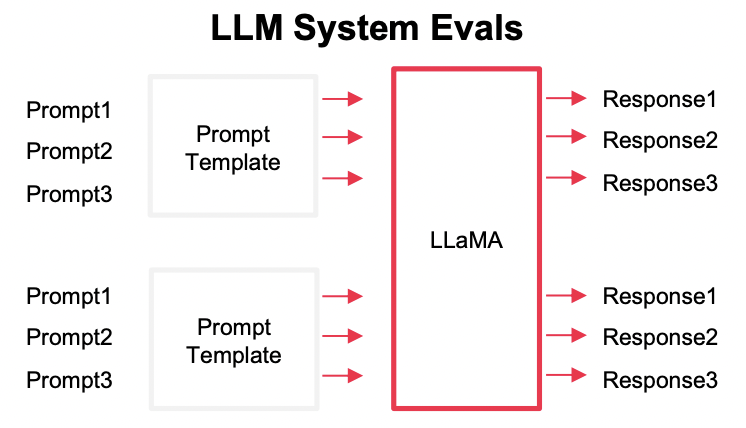 LLM System Evals
Prompt1
Prompt2
Prompt3
Prompt
Template
Response1
Response2
Response3
LLaMA
Prompt1
Prompt2
Prompt3
Prompt
Template
Response1
Response2
Response3